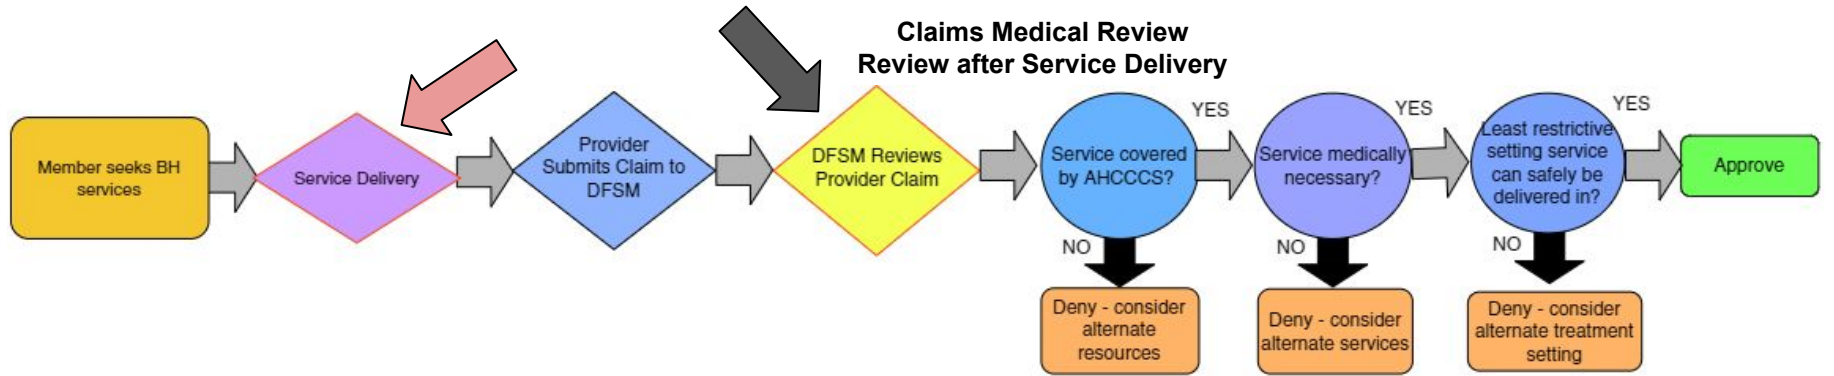 Claims Medical Review
Review after Service Delivery
Member seeks BH
services
Service Delivery
Provider
Submits Claim to
DFSM
DFSM Reviews
Provider Claim
Service covered
by AHCCCS?
YES
NO
Deny - consider
alternate
resources
Service medically
necessary?
YES
NO
Deny - consider
alternate services
Least restrictive
setting service
can safely be
delivered in?
YES
NO
Deny - consider
alternate treatment
setting
Approve